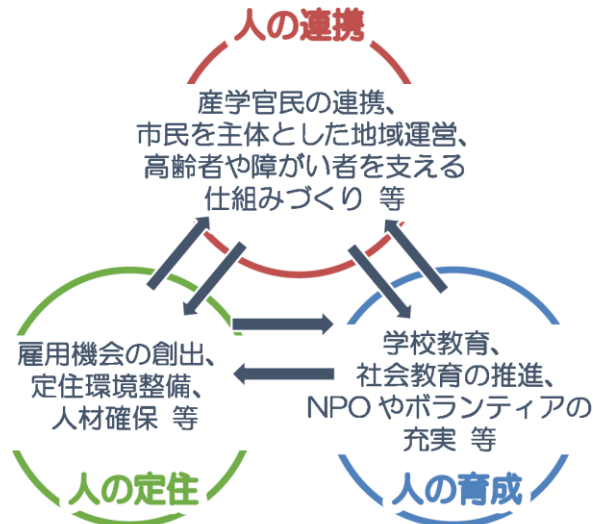 人の連携
産学官民の連携、
市民を主体とした地域運営、
高齢者や障がい者を支える
仕組みづくり 等
雇用機会の創出、
定住環境整備、
人材確保 等
人の定住
学校教育、
社会教育の推進、
NPOやボランティアの
充実 等
人の育成